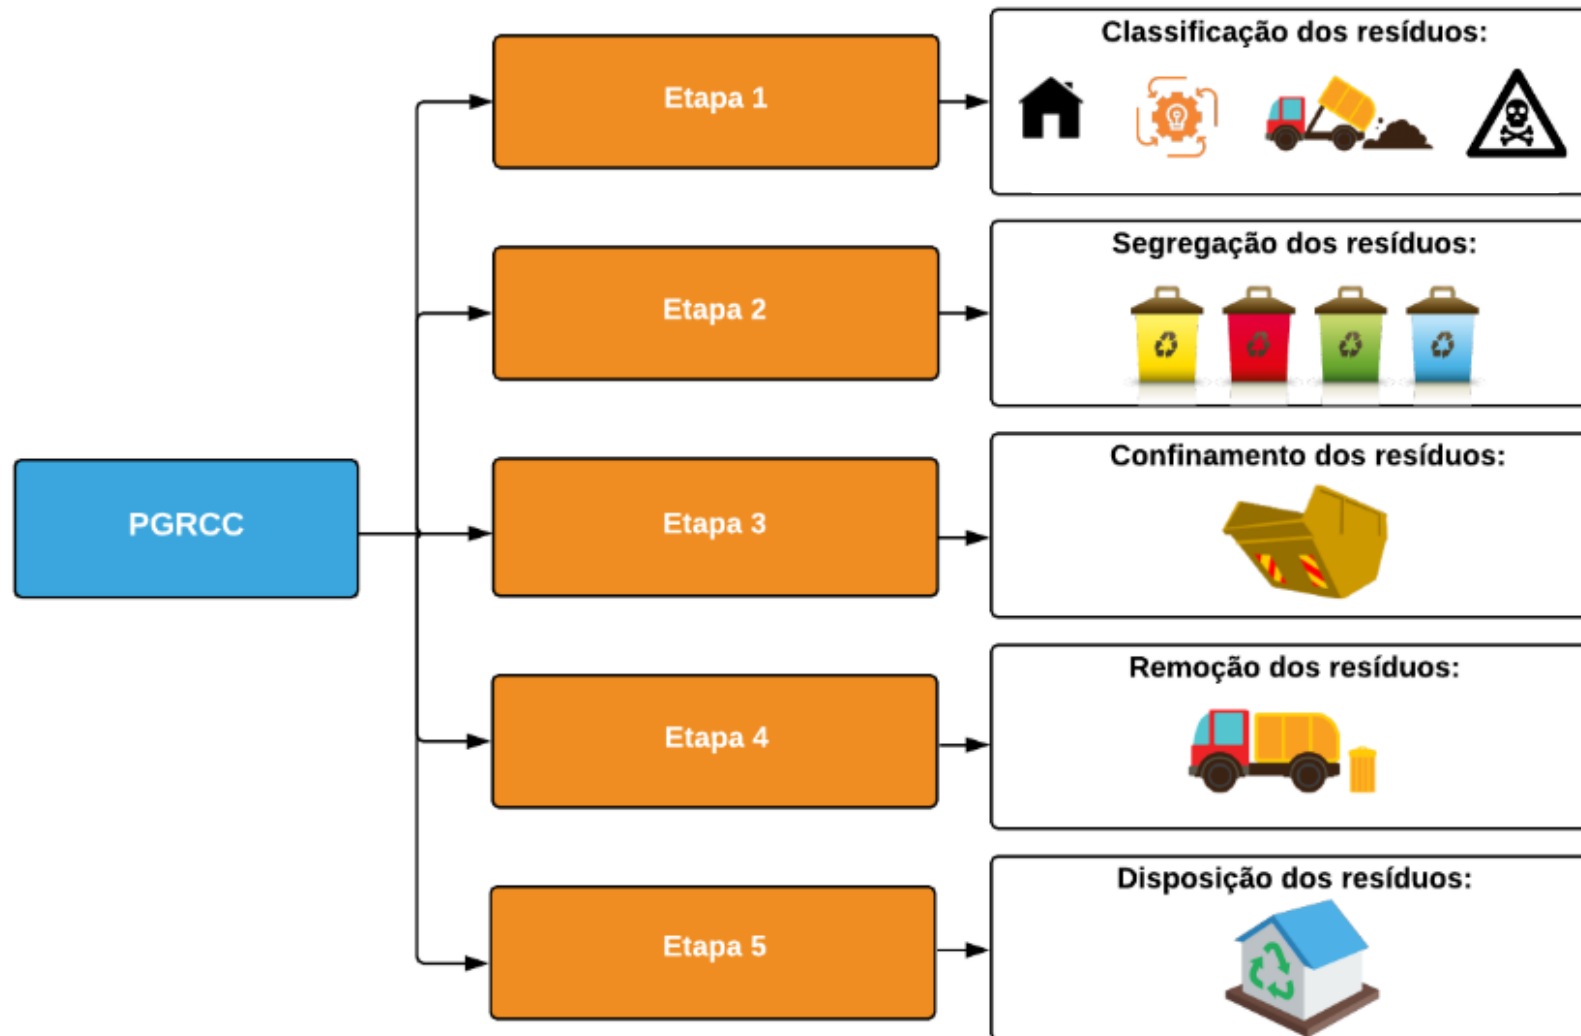 Classificação dos resíduos:
Etapa 1
Segregação dos resíduos:
Etapa 2
Confinamento dos resíduos:
PGRCC
Etapa 3
Remoção dos resíduos:
Etapa 4
Disposição dos resíduos:
Etapa 5